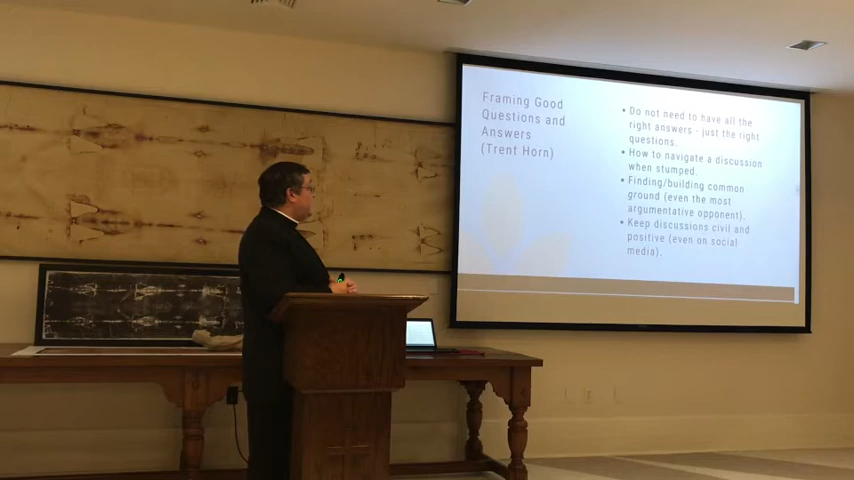 Framing Good
Questions and
Answers
(Trent Horn)
• Do not need to have all the
right answers - just the right
questions.
• How to navigate a discussion
when stumped.
• Finding/building common
ground (even the most
argumentative opponent).
• Keep discussions civil and
positive (even on social
media).